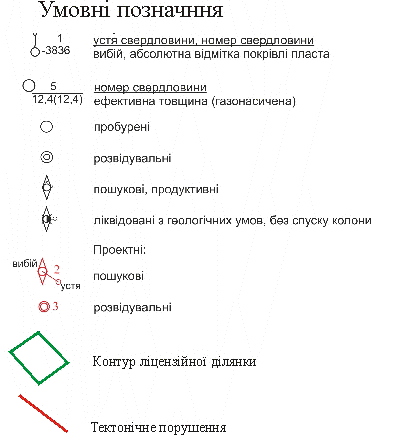 Умовні позначння
1 устя свердловини, номер свердловини
-3836 вибій, абсолютна відмітка покрівлі пласта
5 номер свердловини
12,4(12,4) ефективна товщина (газонасичена)
пробурені
розвідувальні
пошукові, продуктивні
ліквідовані з геологічних умов, без спуску колони
Проектні:
вибій 2 пошукові
устя
3 розвідувальні
Контур ліцензійної ділянки
Тектонічне порушення